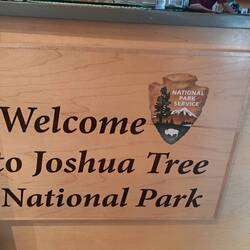 NATIONAL
PARK
SERVICE
Welcome
to Joshua Tree
National Park